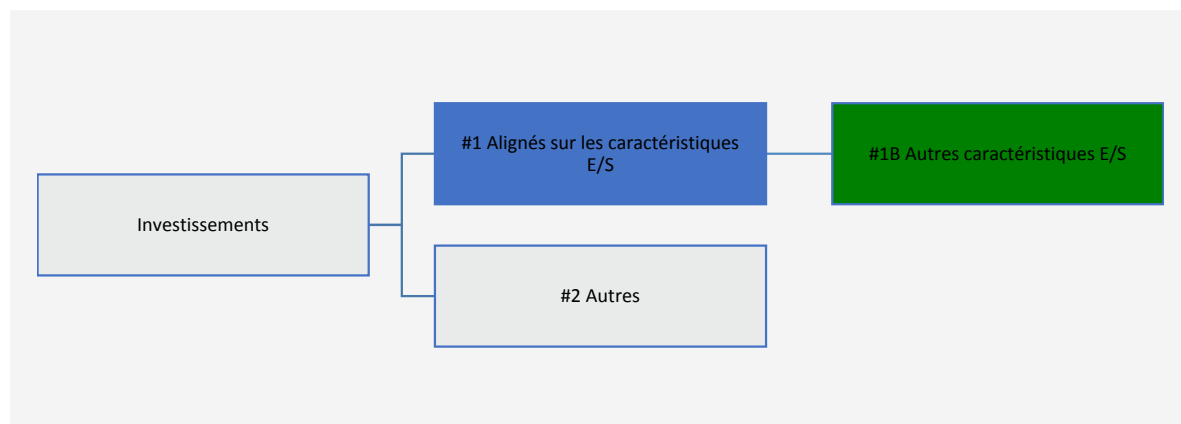 #1 Alignés sur les caractéristiques
E/S
#1B Autres caractéristiques E/S
Investissements
#2 Autres